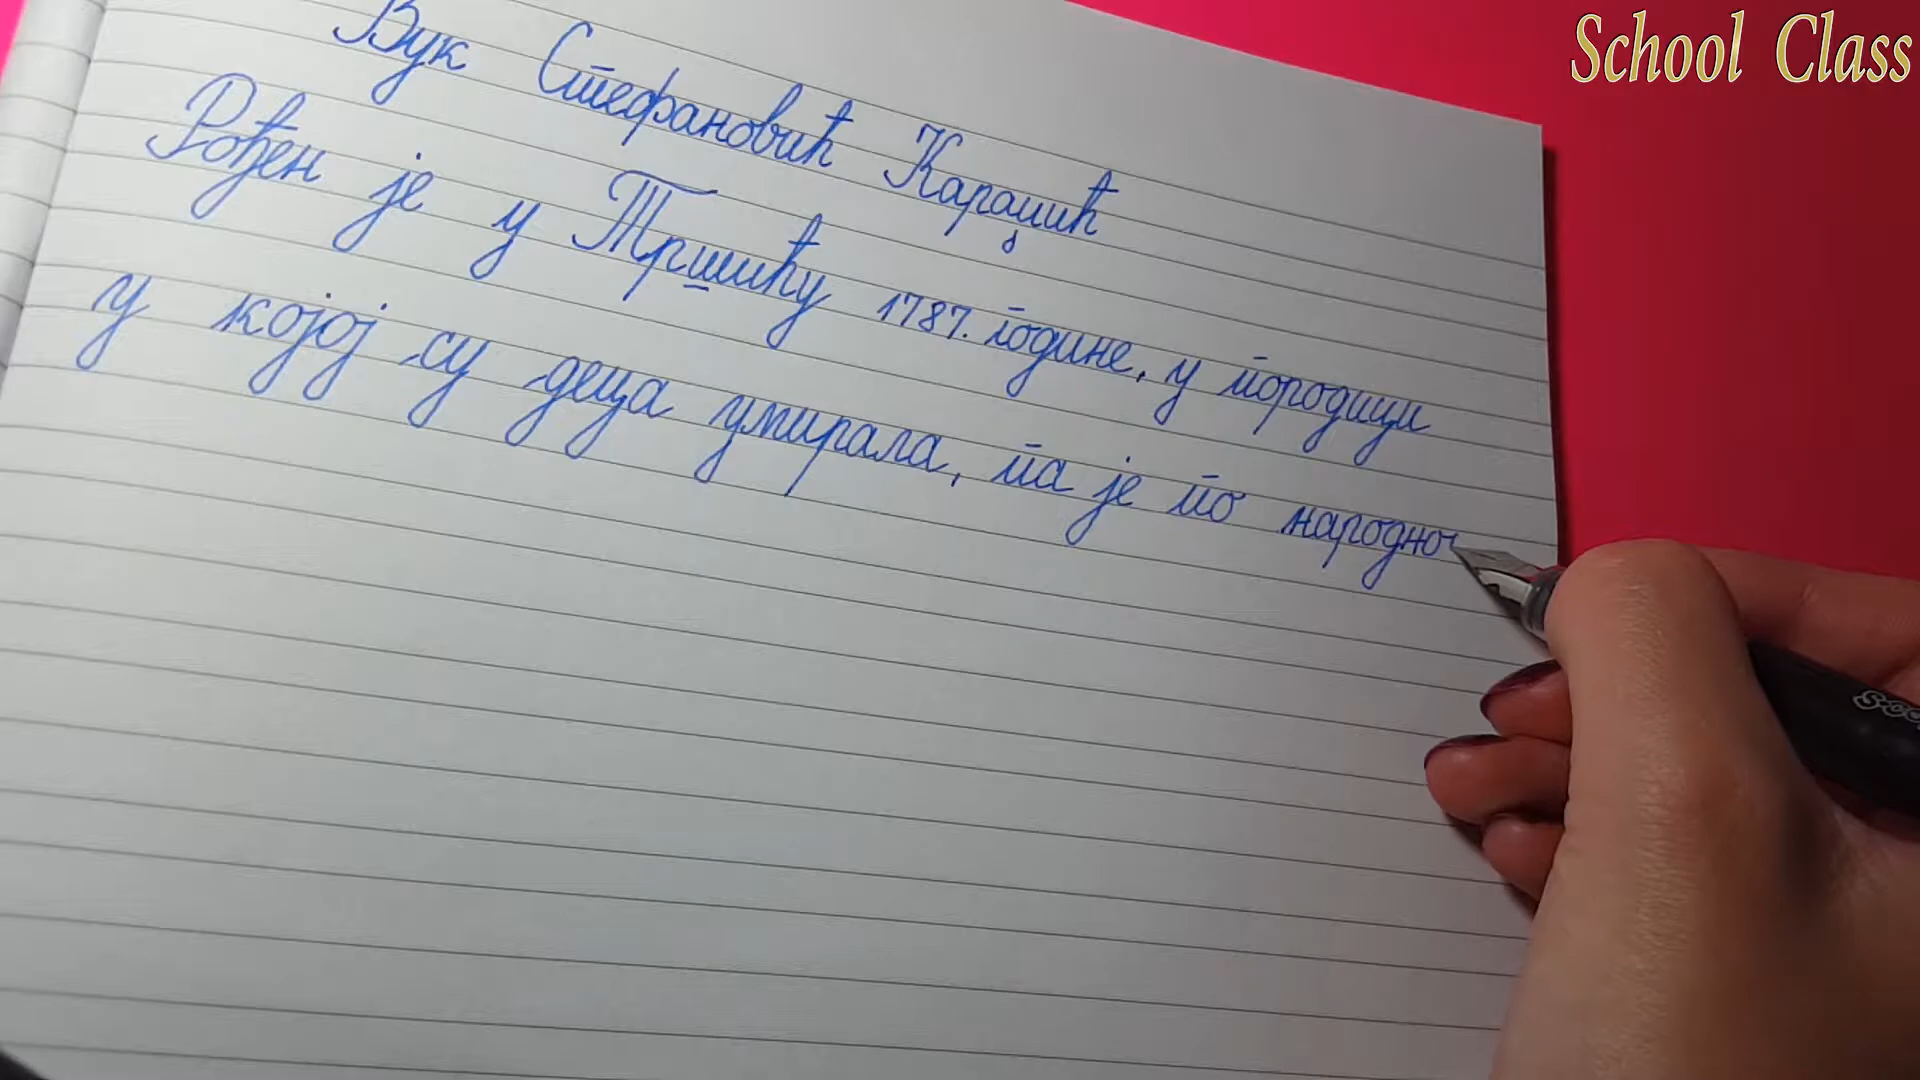 School Class
Вук Стефановић Караџић
Рођен је у Тршићу 1787. године, у породици
у којој су деца умирала, па је по народно